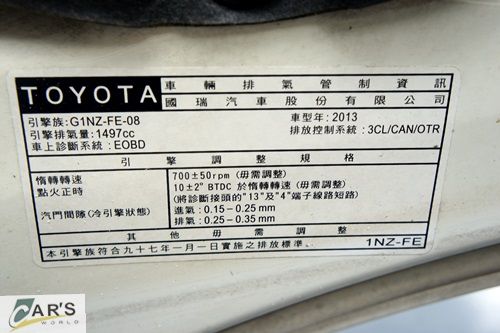 TOYOTA
車輛排氣管制資訊
國瑞汽車股份有限公司
引擎族: G1NZ-FE-08
車型年: 2013
引擎排氣量: 1497cc
排放控制系統: 3CL/CAN/OTR
車上診斷系統: EOBD
引擎調整規格
惰轉轉速
700±50rpm (毋需調整)
點火正時
10±2° BTDC 於惰轉轉速 (毋需調整)
(將診斷接頭的"13"及"4"端子線路短路)
汽門間隙(冷引擎狀態)
進氣: 0.15-0.25 mm
排氣: 0.25-0.35 mm
其他毋需調整
本引擎族符合九十七年一月一日實施之排放標準.
1NZ-FE
CAR'S
WORLD